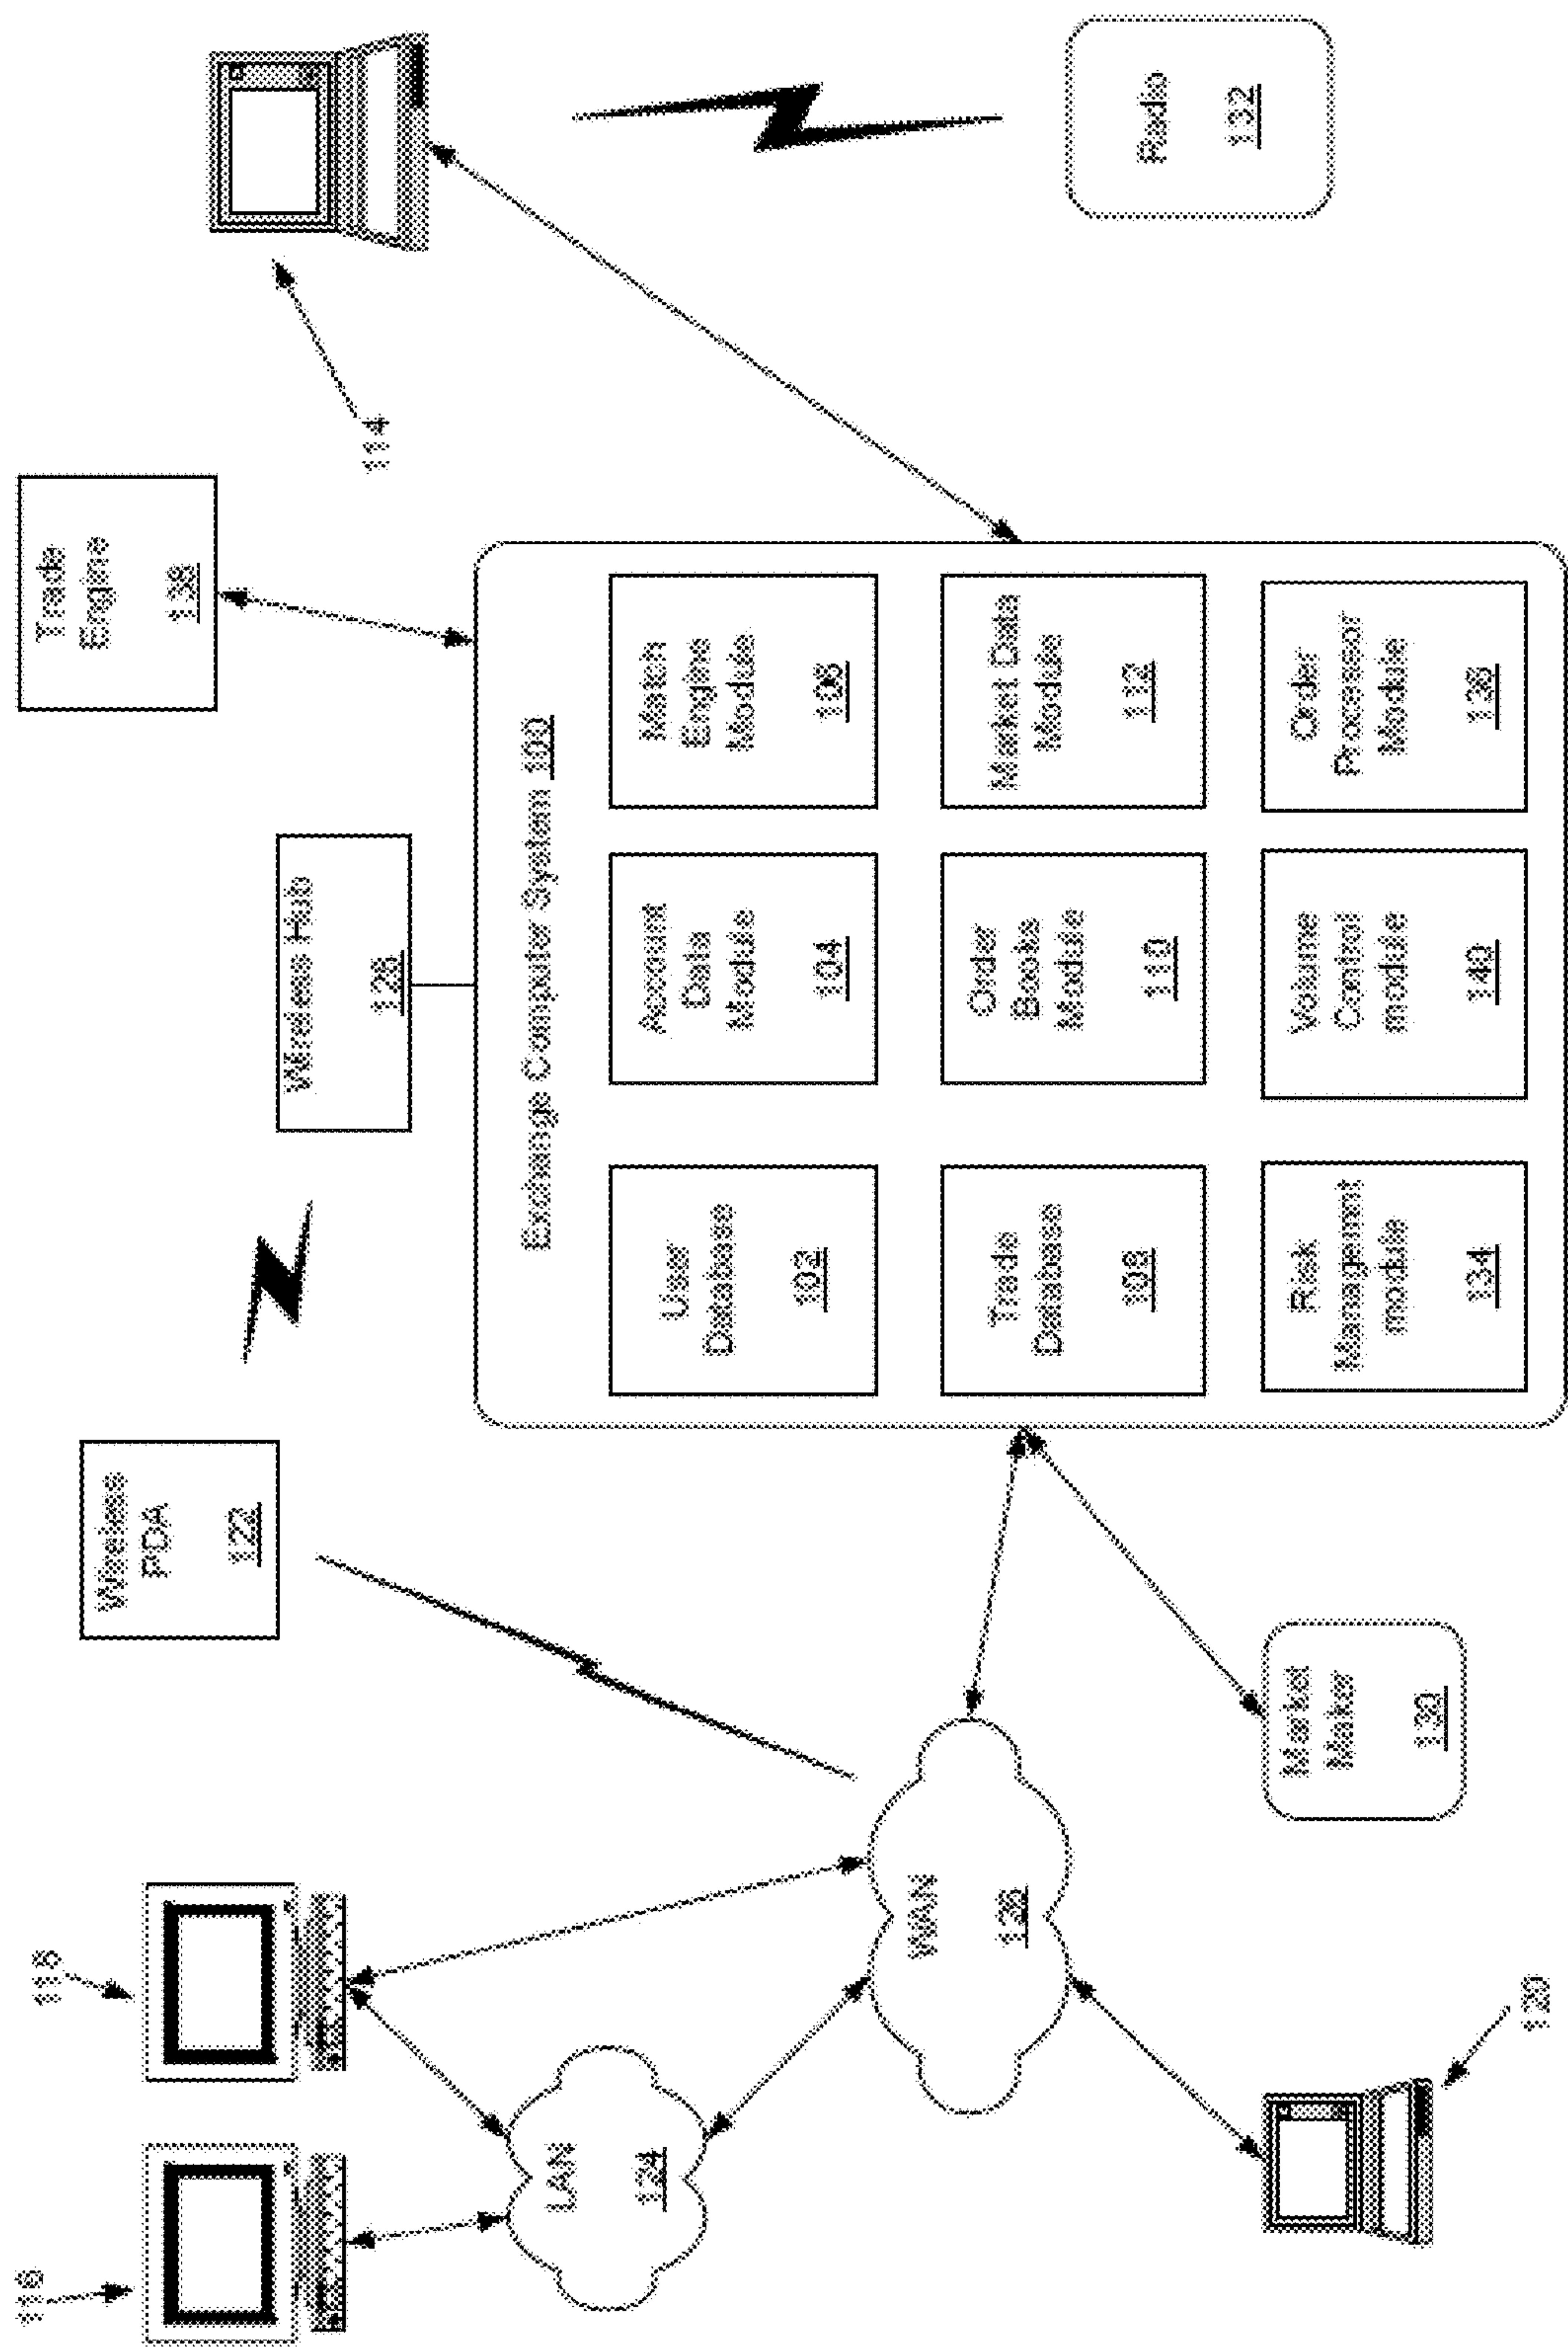 116
Wireless
PDA
122
Wireless Hub
128
Trade
Engine
138
114
LAN
124
Exchange Computer System 100
User
Database
102
Account
Data
Module
104
Match
Engine
Module
106
WAN
126
Trade
Database
108
Order
Books
Module
110
Market Data
Module
112
Radio
132
120
Market
Maker
130
Risk
Managemnt
module
134
Volume
Control
module
140
Order
Processor
Module
136